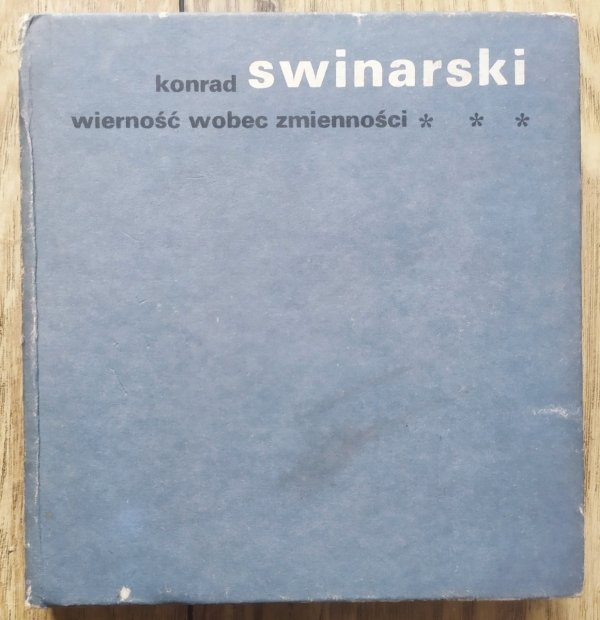 konrad swinarski
wierność wobec zmienności * * *